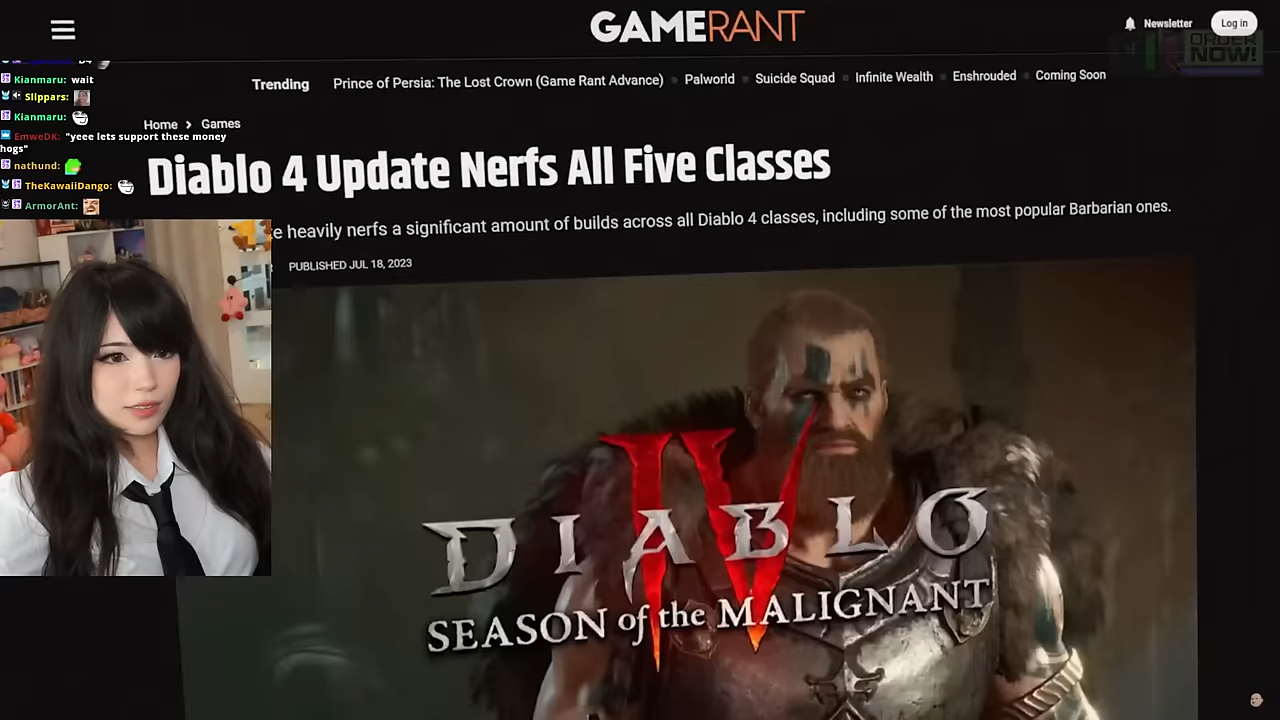 GAMERANT
Newsletter
Log in
ORDER
NOW!
Trending
Prince of Persia: The Lost Crown (Game Rant Advance)
Palworld
Suicide Squad
Infinite Wealth
Enshrouded
Coming Soon
Kianmaru: wait
Slippars:
Kianmaru:
EmweDK: "yeee lets support these money
hogs"
nathund:
TheKawaiiDango:
ArmorAnt:
Home > Games
Diablo 4 Update Nerfs All Five Classes
e heavily nerfs a significant amount of builds across all Diablo 4 classes, including some of the most popular Barbarian ones.
PUBLISHED JUL 18, 2023
IV
DIABLO
SEASON of the MALIGNANT